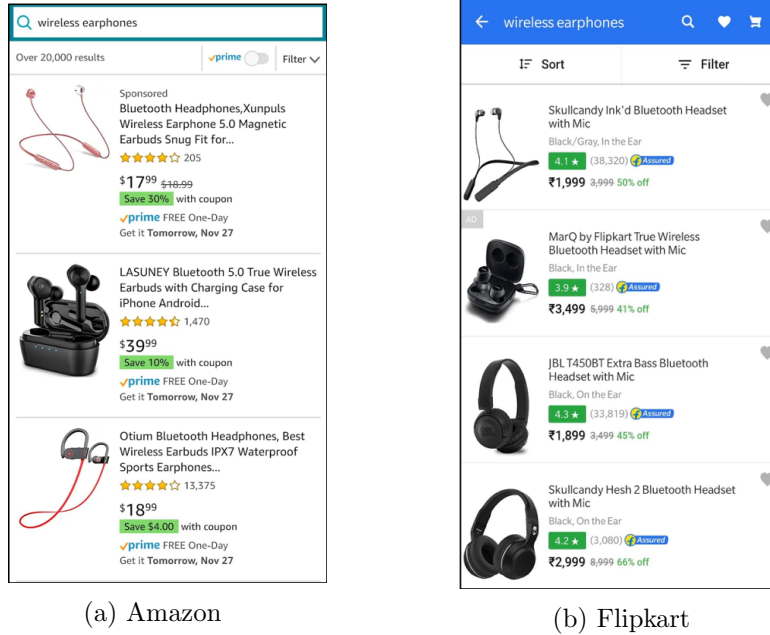 wireless earphones
Over 20,000 results
prime
Filter
Sponsored
Bluetooth Headphones,Xunpuls
Wireless Earphone 5.0 Magnetic
Earbuds Snug Fit for...
205
$17⁹⁹ $18.99
Save 30% with coupon
prime FREE One-Day
Get it Tomorrow, Nov 27
LASUNEY Bluetooth 5.0 True Wireless
Earbuds with Charging Case for
iPhone Android...
1,470
$39⁹⁹
Save 10% with coupon
prime FREE One-Day
Get it Tomorrow, Nov 27
Otium Bluetooth Headphones, Best
Wireless Earbuds IPX7 Waterproof
Sports Earphones...
13,375
$18⁹⁹
Save $4.00 with coupon
prime FREE One-Day
Get it Tomorrow, Nov 27
(a) Amazon
wireless earphones
Sort
Filter
Skullcandy Ink'd Bluetooth Headset
with Mic
Black/Gray, In the Ear
4.1 ★ (38,320) Assured
₹1,999 3,999 50% off
AD
MarQ by Flipkart True Wireless
Bluetooth Headset with Mic
Black, In the Ear
3.9 ★ (328) Assured
₹3,499 5,999 41% off
JBL T450BT Extra Bass Bluetooth
Headset with Mic
Black, On the Ear
4.3 ★ (33,819) Assured
₹1,899 3,499 45% off
JBL
Skullcandy Hesh 2 Bluetooth Headset
with Mic
Black, On the Ear
4.2 ★ (3,080) Assured
₹2,999 8,999 66% off
(b) Flipkart